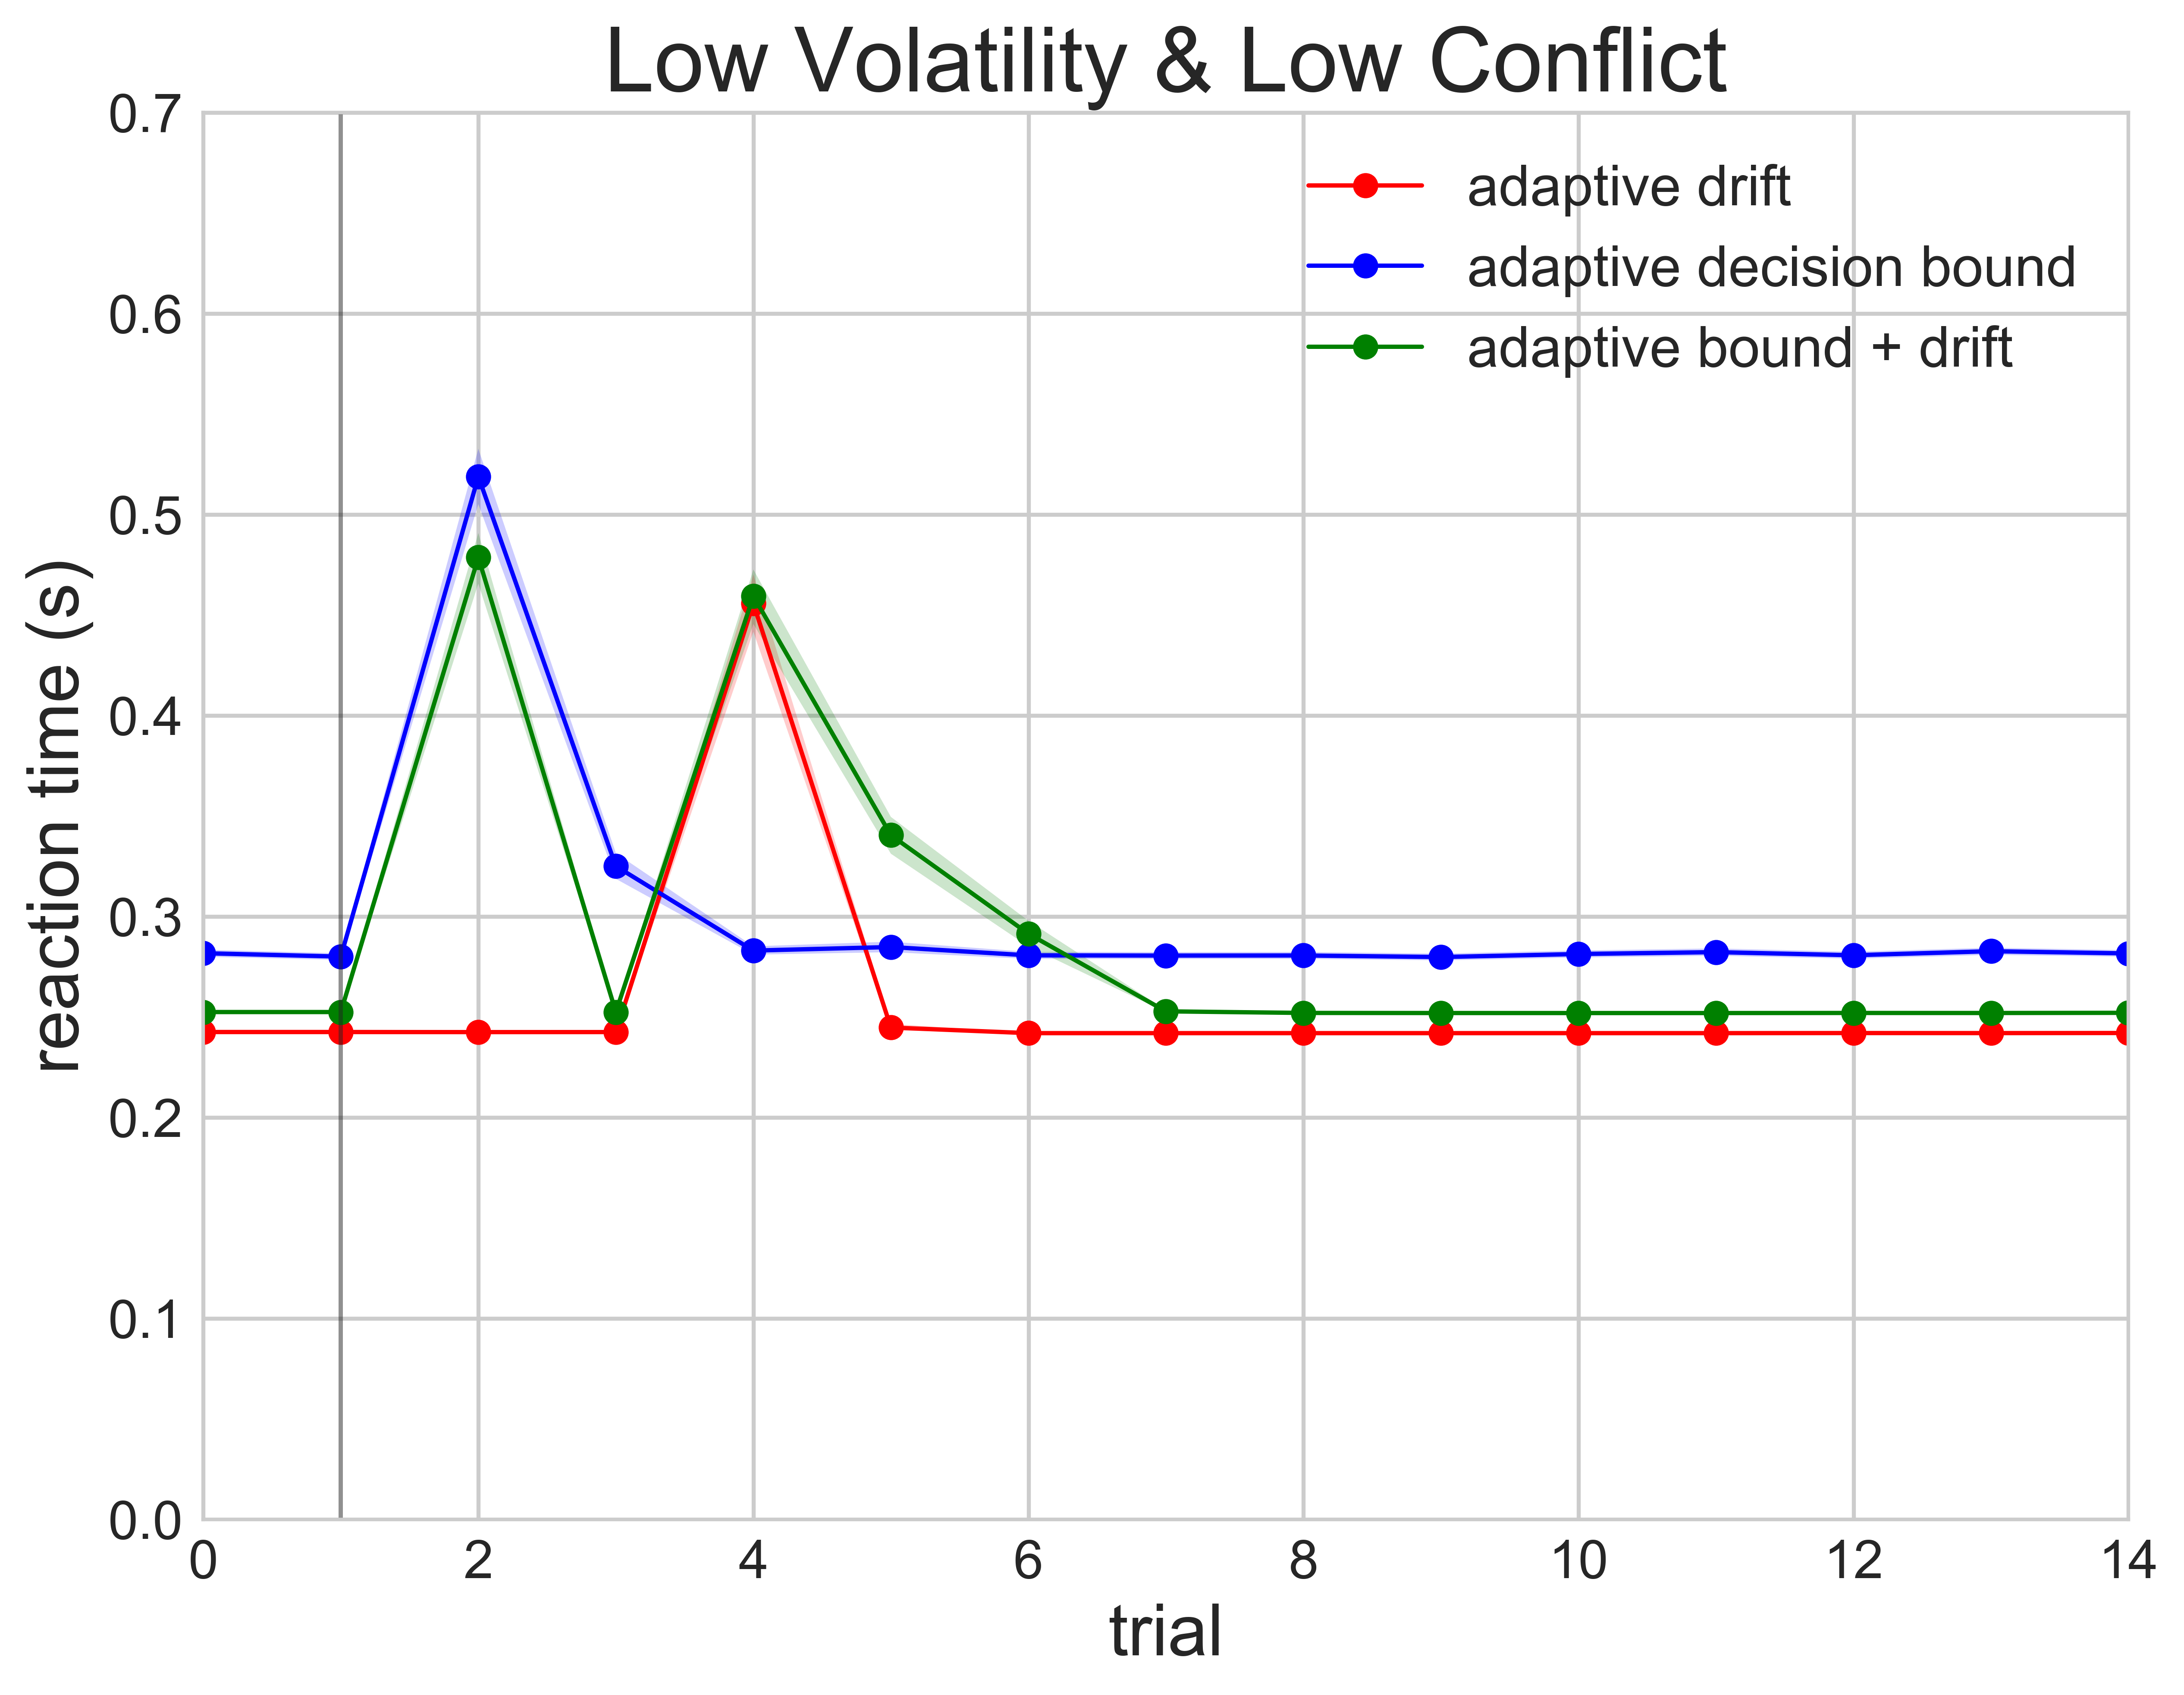 Low Volatility & Low Conflict
0.7
0.6
0.5
0.4
0.3
0.2
0.1
0.0
reaction time (s)
adaptive drift
adaptive decision bound
adaptive bound + drift
0 2 4 6 8 10 12 14
trial